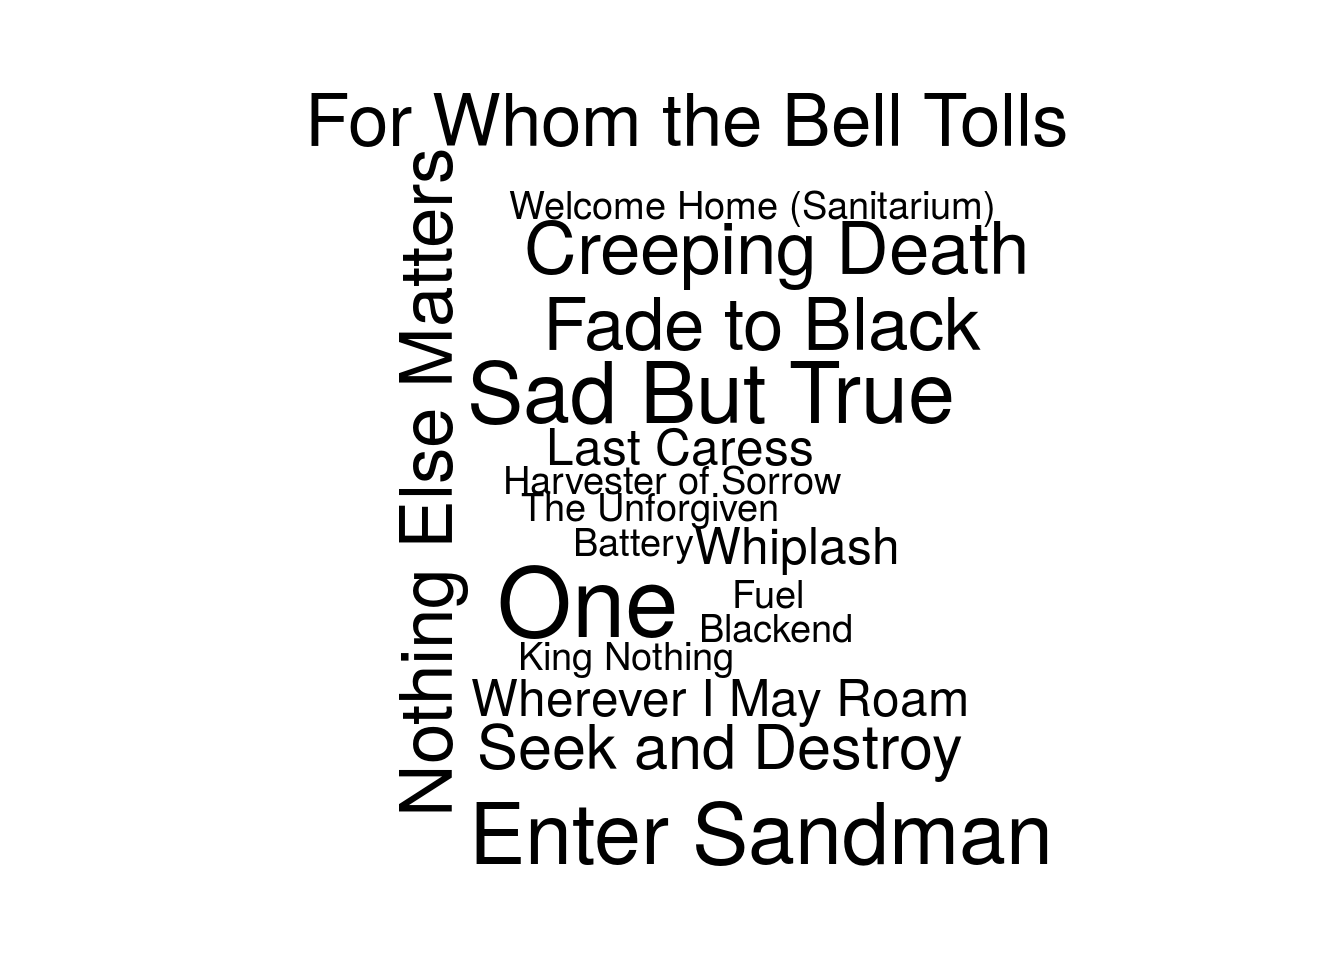 For Whom the Bell Tolls
Nothing Else Matters
Welcome Home (Sanitarium)
Creeping Death
Fade to Black
Sad But True
Last Caress
Harvester of Sorrow
The Unforgiven
Battery
Whiplash
One
Fuel
Blackend
King Nothing
Wherever I May Roam
Seek and Destroy
Enter Sandman